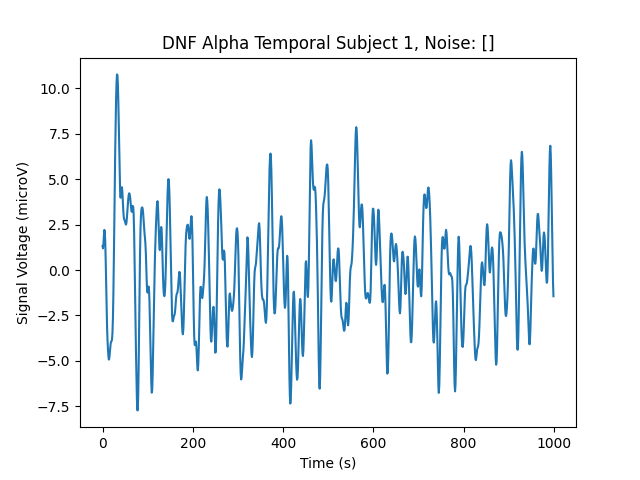 DNF Alpha Temporal Subject 1, Noise: []
Signal Voltage (microV)
10.0
7.5
5.0
2.5
0.0
−2.5
−5.0
−7.5
0 200 400 600 800 1000
Time (s)